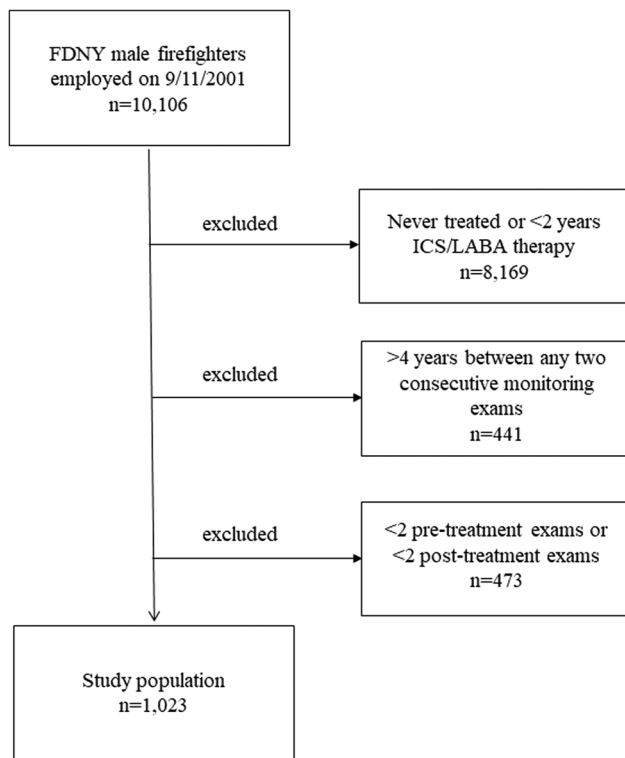 FDNY male firefighters
employed on 9/11/2001
n=10,106
excluded
Never treated or <2 years
ICS/LABA therapy
n=8,169
excluded
>4 years between any two
consecutive monitoring
exams
n=441
excluded
<2 pre-treatment exams or
<2 post-treatment exams
n=473
Study population
n=1,023